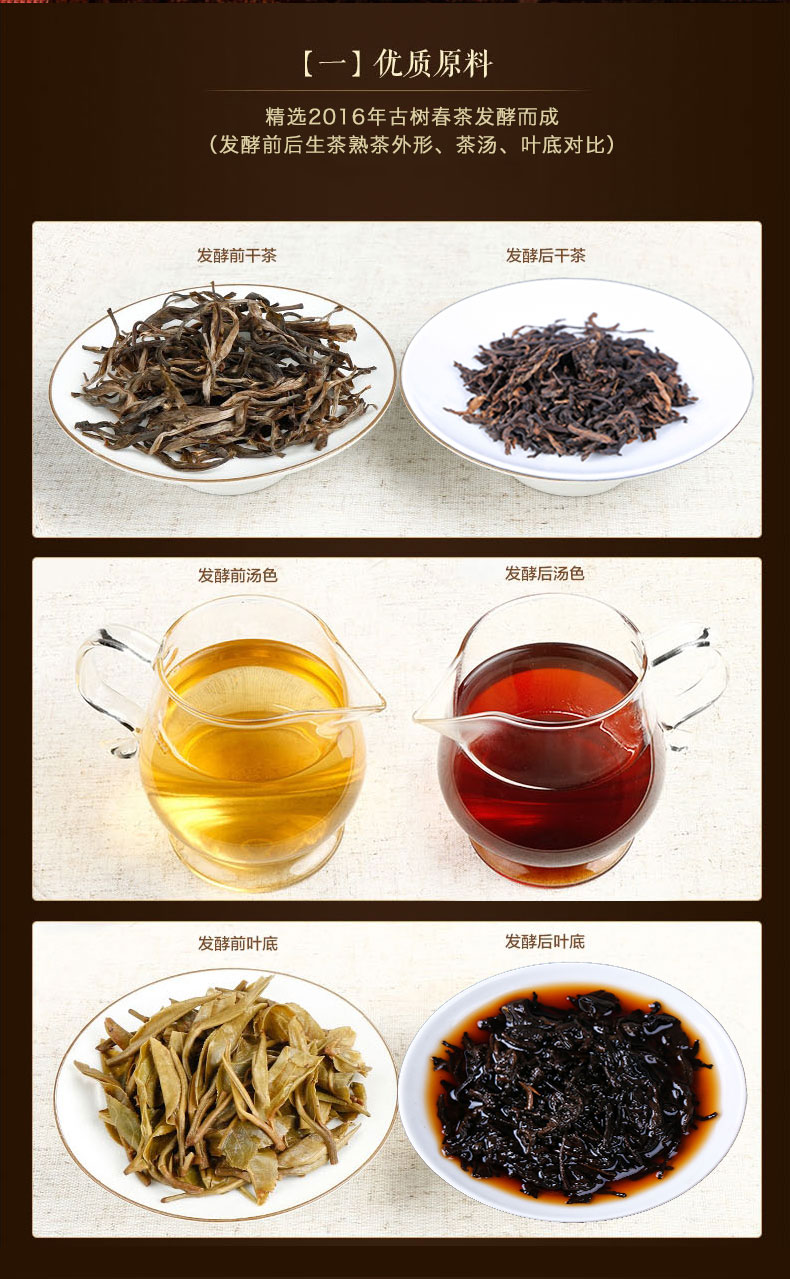 【一】优质原料
精选2016年古树春茶发酵而成
（发酵前后生茶熟茶外形、茶汤、叶底对比）
发酵前干茶
发酵后干茶
发酵前汤色
发酵后汤色
发酵前叶底
发酵后叶底